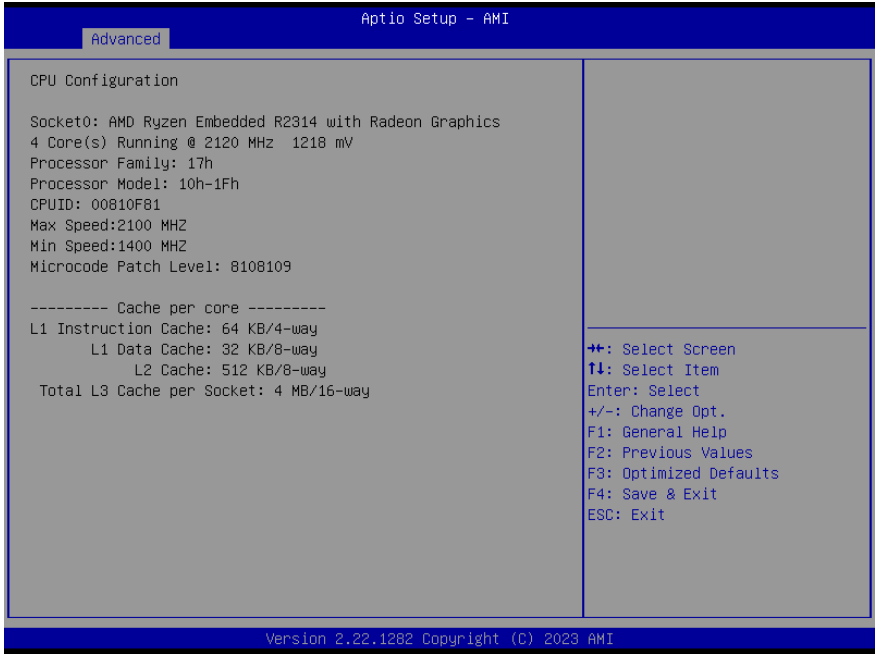 Aptio Setup – AMI
Advanced
CPU Configuration
Socket0: AMD Ryzen Embedded R2314 with Radeon Graphics
4 Core(s) Running @ 2120 MHz  1218 mV
Processor Family: 17h
Processor Model: 10h-1Fh
CPUID: 00810F81
Max Speed:2100 MHZ
Min Speed:1400 MHZ
Microcode Patch Level: 8108109
--------- Cache per core ---------
L1 Instruction Cache: 64 KB/4-way
L1 Data Cache: 32 KB/8-way
L2 Cache: 512 KB/8-way
Total L3 Cache per Socket: 4 MB/16-way
→←: Select Screen
↑↓: Select Item
Enter: Select
+/-: Change Opt.
F1: General Help
F2: Previous Values
F3: Optimized Defaults
F4: Save & Exit
ESC: Exit
Version 2.22.1282 Copyright (C) 2023 AMI